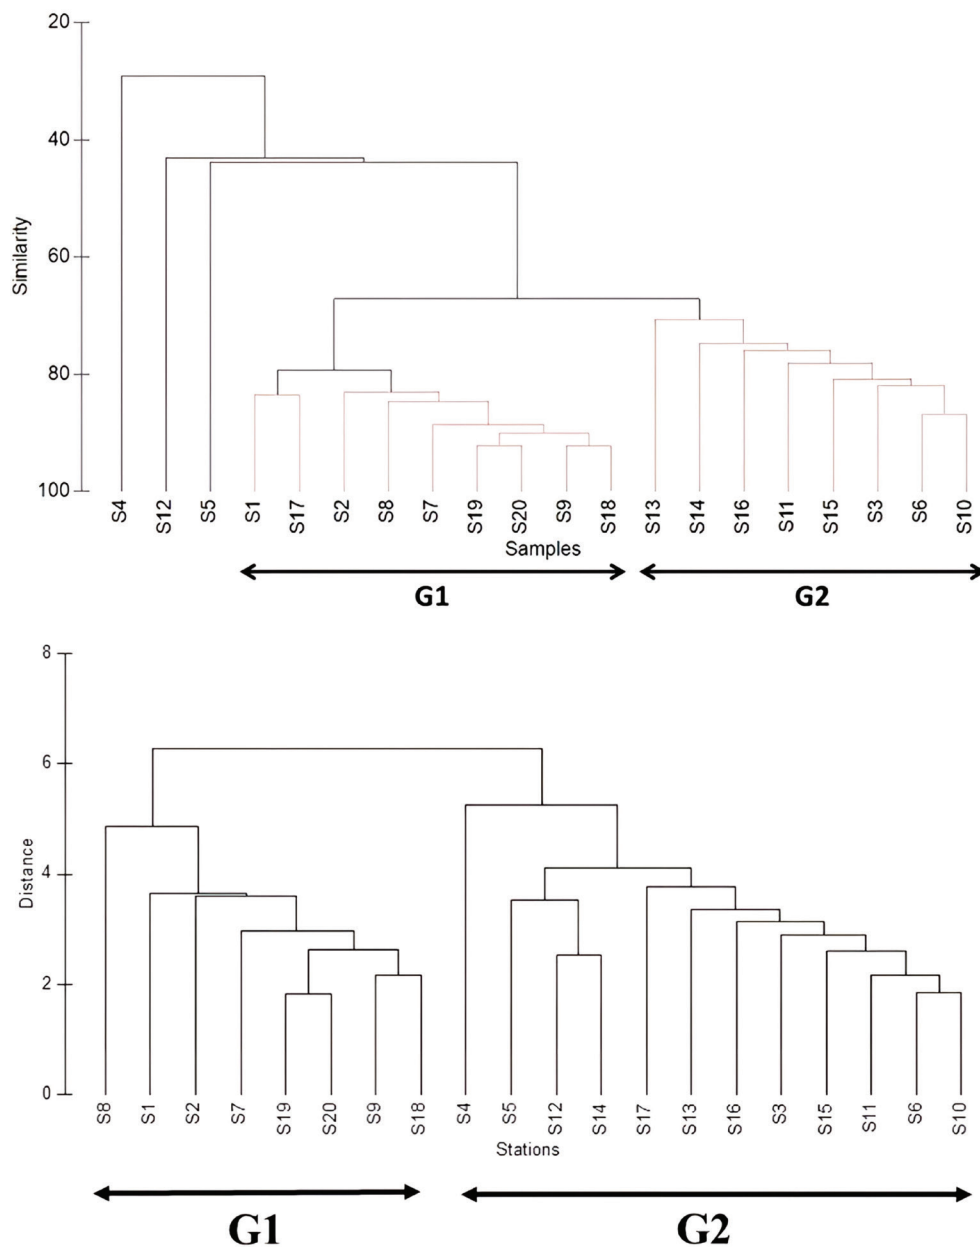 20
40
60
80
100
Similarity
S4 S12 S5 S1 S17 S2 S8 S7 S19 S20 S9 S18 S13 S14 S16 S11 S15 S3 S6 S10
Samples
G1 G2
8
6
4
2
0
Distance
S8 S1 S2 S7 S19 S20 S9 S18 S4 S5 S12 S14 S17 S13 S16 S3 S15 S11 S6 S10
Stations
G1 G2